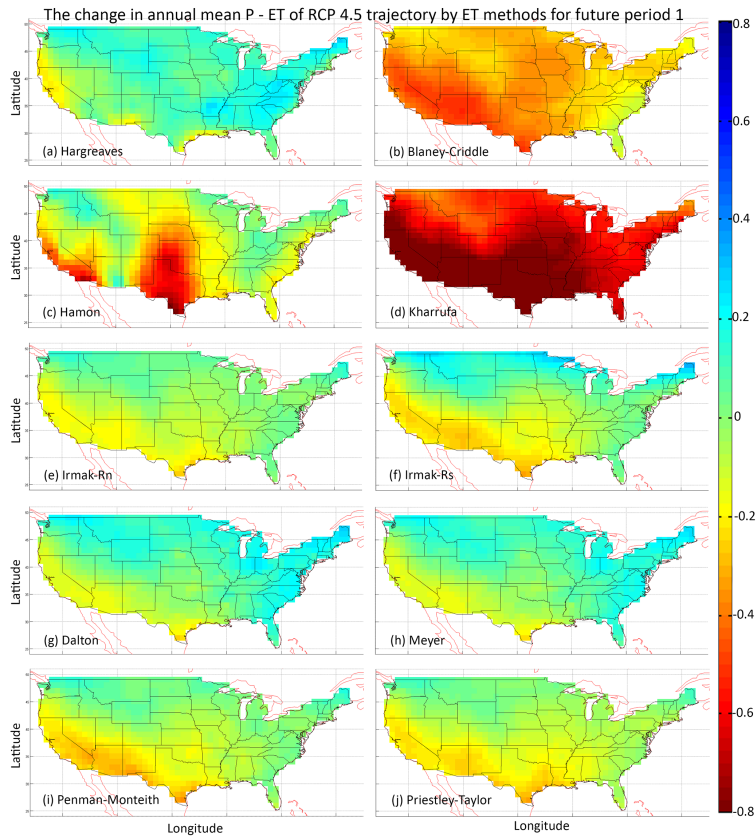 The change in annual mean P - ET of RCP 4.5 trajectory by ET methods for future period 1
0.8
0.6
0.4
0.2
0
-0.2
-0.4
-0.6
-0.8
Latitude
(a) Hargreaves
(b) Blaney-Criddle
Latitude
(c) Hamon
(d) Kharrufa
Latitude
(e) Irmak-Rn
(f) Irmak-Rs
Latitude
(g) Dalton
(h) Meyer
Latitude
(i) Penman-Monteith
(j) Priestley-Taylor
Longitude
Longitude